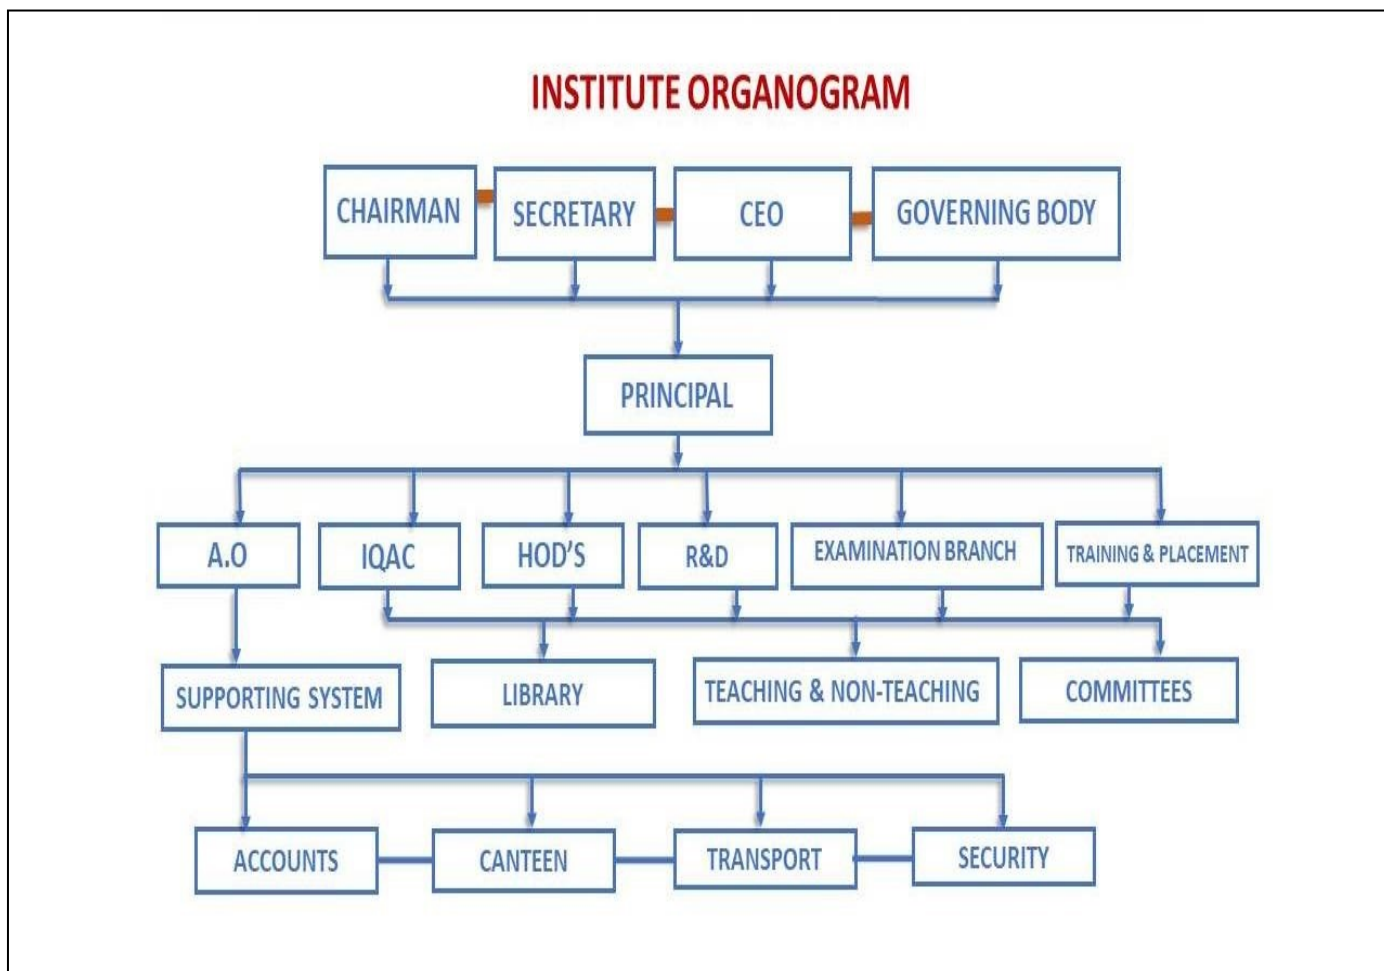 INSTITUTE ORGANOGRAM
CHAIRMAN
SECRETARY
CEO
GOVERNING BODY
PRINCIPAL
A.O
IQAC
HOD'S
R&D
EXAMINATION BRANCH
TRAINING & PLACEMENT
SUPPORTING SYSTEM
LIBRARY
TEACHING & NON-TEACHING
COMMITTEES
ACCOUNTS
CANTEEN
TRANSPORT
SECURITY